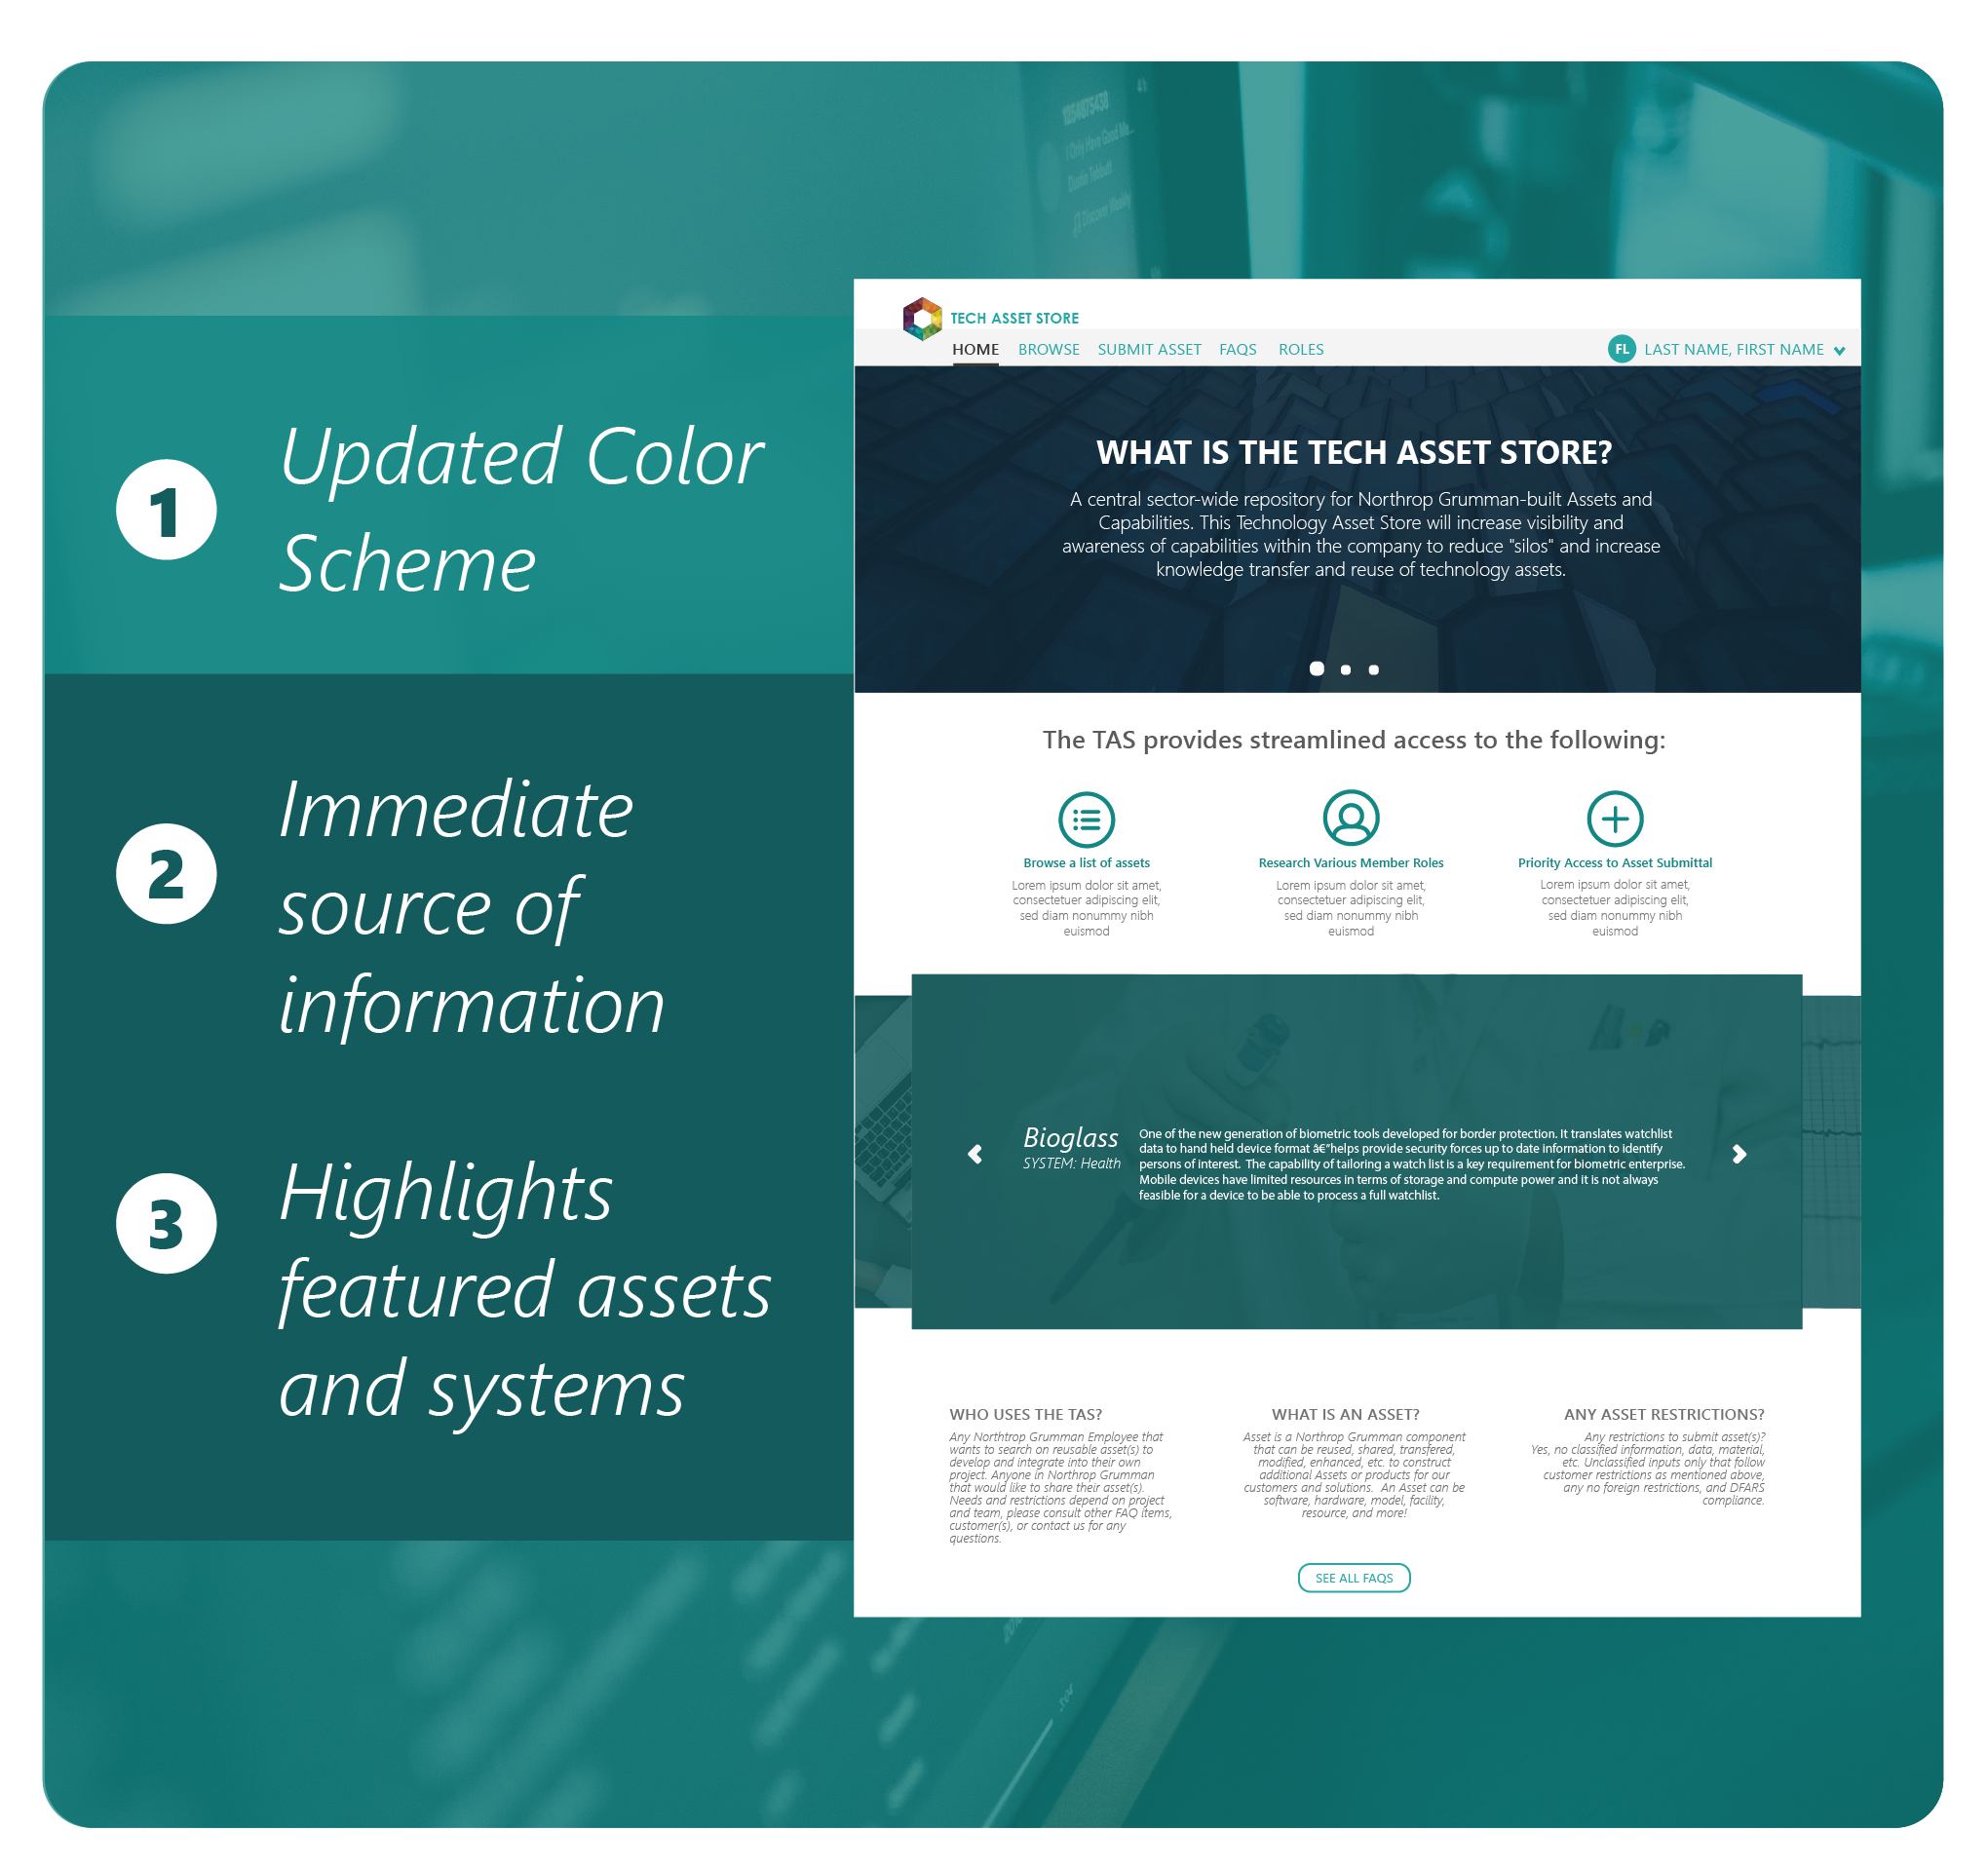 1254875438
I Only Have Good Me...
Dustin Tebbutt
Discover Weekly
1
Updated Color
Scheme
2
Immediate
source of
information
3
Highlights
featured assets
and systems
TECH ASSET STORE
HOME BROWSE SUBMIT ASSET FAQS ROLES
FL LAST NAME, FIRST NAME
WHAT IS THE TECH ASSET STORE?
A central sector-wide repository for Northrop Grumman-built Assets and
Capabilities. This Technology Asset Store will increase visibility and
awareness of capabilities within the company to reduce "silos" and increase
knowledge transfer and reuse of technology assets.
The TAS provides streamlined access to the following:
Browse a list of assets
Lorem ipsum dolor sit amet,
consectetuer adipiscing elit,
sed diam nonummy nibh
euismod
Research Various Member Roles
Lorem ipsum dolor sit amet,
consectetuer adipiscing elit,
sed diam nonummy nibh
euismod
Priority Access to Asset Submittal
Lorem ipsum dolor sit amet,
consectetuer adipiscing elit,
sed diam nonummy nibh
euismod
Bioglass
SYSTEM: Health
One of the new generation of biometric tools developed for border protection. It translates watchlist
data to hand held device format â€"helps provide security forces up to date information to identify
persons of interest. The capability of tailoring a watch list is a key requirement for biometric enterprise.
Mobile devices have limited resources in terms of storage and compute power and it is not always
feasible for a device to be able to process a full watchlist.
WHO USES THE TAS?
Any Northtrop Grumman Employee that
wants to search on reusable asset(s) to
develop and integrate into their own
project. Anyone in Northrop Grumman
that would like to share their asset(s).
Needs and restrictions depend on project
and team, please consult other FAQ items,
customer(s), or contact us for any
questions.
WHAT IS AN ASSET?
Asset is a Northrop Grumman component
that can be reused, shared, transfered,
modified, enhanced, etc. to construct
additional Assets or products for our
customers and solutions. An Asset can be
software, hardware, model, facility,
resource, and more!
ANY ASSET RESTRICTIONS?
Any restrictions to submit asset(s)?
Yes, no classified information, data, material,
etc. Unclassified inputs only that follow
customer restrictions as mentioned above,
any no foreign restrictions, and DFARS
compliance.
SEE ALL FAQS